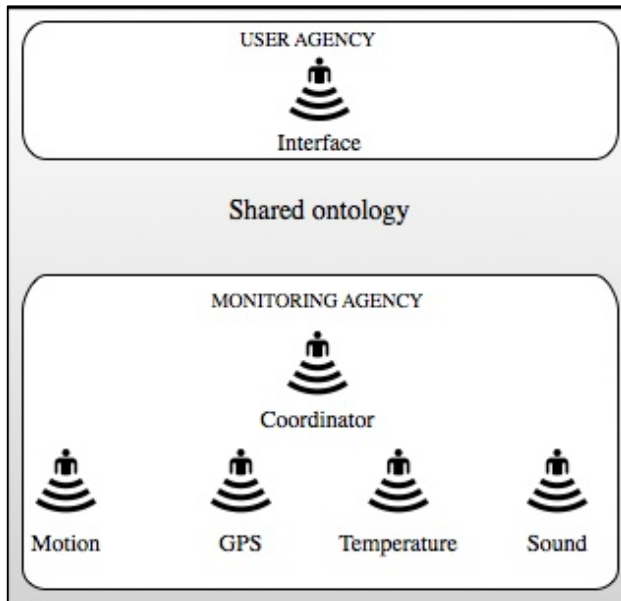 USER AGENCY
Interface
Shared ontology
MONITORING AGENCY
Coordinator
Motion GPS Temperature Sound